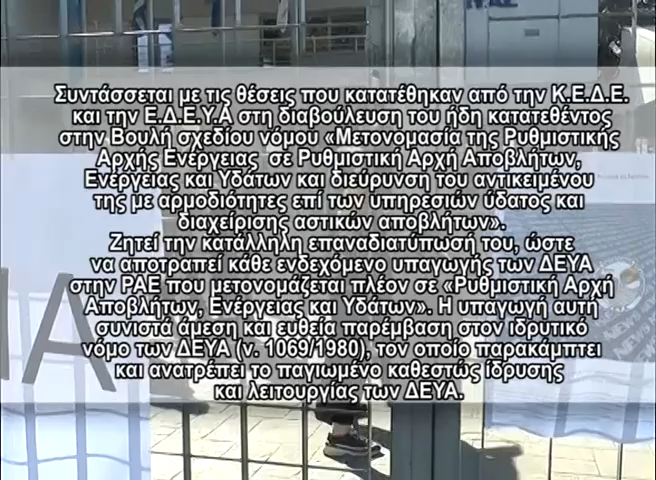 Συντάσσεται με τις θέσεις που κατατέθηκαν από την Κ.Ε.Δ.Ε.
και την Ε.Δ.Ε.Υ.Α στη διαβούλευση του ήδη κατατεθέντος
στην Βουλή σχεδίου νόμου «Μετονομασία της Ρυθμιστικής
Αρχής Ενέργειας σε Ρυθμιστική Αρχή Αποβλήτων,
Ενέργειας και Υδάτων και διεύρυνση του αντικειμένου
της με αρμοδιότητες επί των υπηρεσιών ύδατος και
διαχείρισης αστικών αποβλήτων».
Ζητεί την κατάλληλη επαναδιατύπωσή του, ώστε
να αποτραπεί κάθε ενδεχόμενο υπαγωγής των ΔΕΥΑ
στην ΡΑΕ που μετονομάζεται πλέον σε «Ρυθμιστική Αρχή
Αποβλήτων, Ενέργειας και Υδάτων». Η υπαγωγή αυτή
συνιστά άμεση και ευθεία παρέμβαση στον ιδρυτικό
νόμο των ΔΕΥΑ (ν. 1069/1980), τον οποίο παρακάμπτει
και ανατρέπει το παγιωμένο καθεστώς ίδρυσης
και λειτουργίας των ΔΕΥΑ.